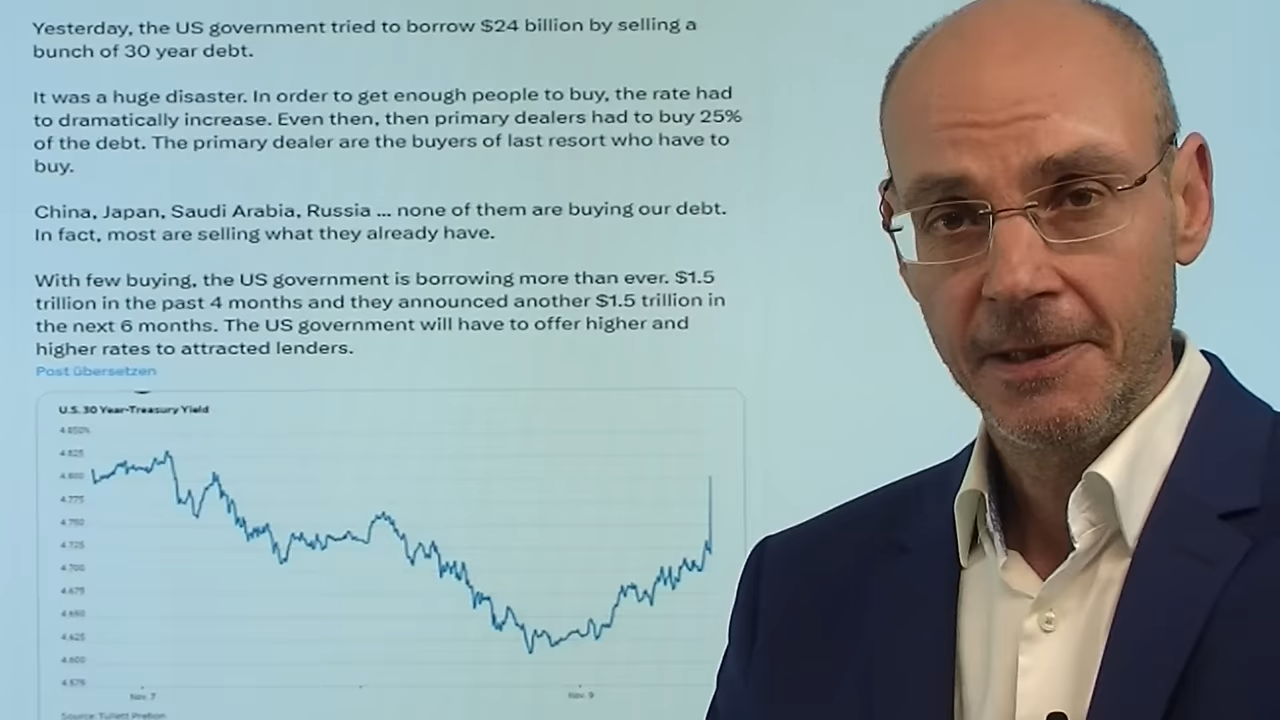 Yesterday, the US government tried to borrow $24 billion by selling a
bunch of 30 year debt.
It was a huge disaster. In order to get enough people to buy, the rate had
to dramatically increase. Even then, then primary dealers had to buy 25%
of the debt. The primary dealer are the buyers of last resort who have to
buy.
China, Japan, Saudi Arabia, Russia ... none of them are buying our debt.
In fact, most are selling what they already have.
With few buying, the US government is borrowing more than ever. $1.5
trillion in the past 4 months and they announced another $1.5 trillion in
the next 6 months. The US government will have to offer higher and
higher rates to attracted lenders.
Post übersetzen
U.S. 30 Year-Treasury Yield
4.850%
4.825
4.800
4.775
4.750
4.725
4.700
4.675
4.650
4.625
4.600
4.575
Nov. 7
Nov. 9
Source: Tullett Prebon